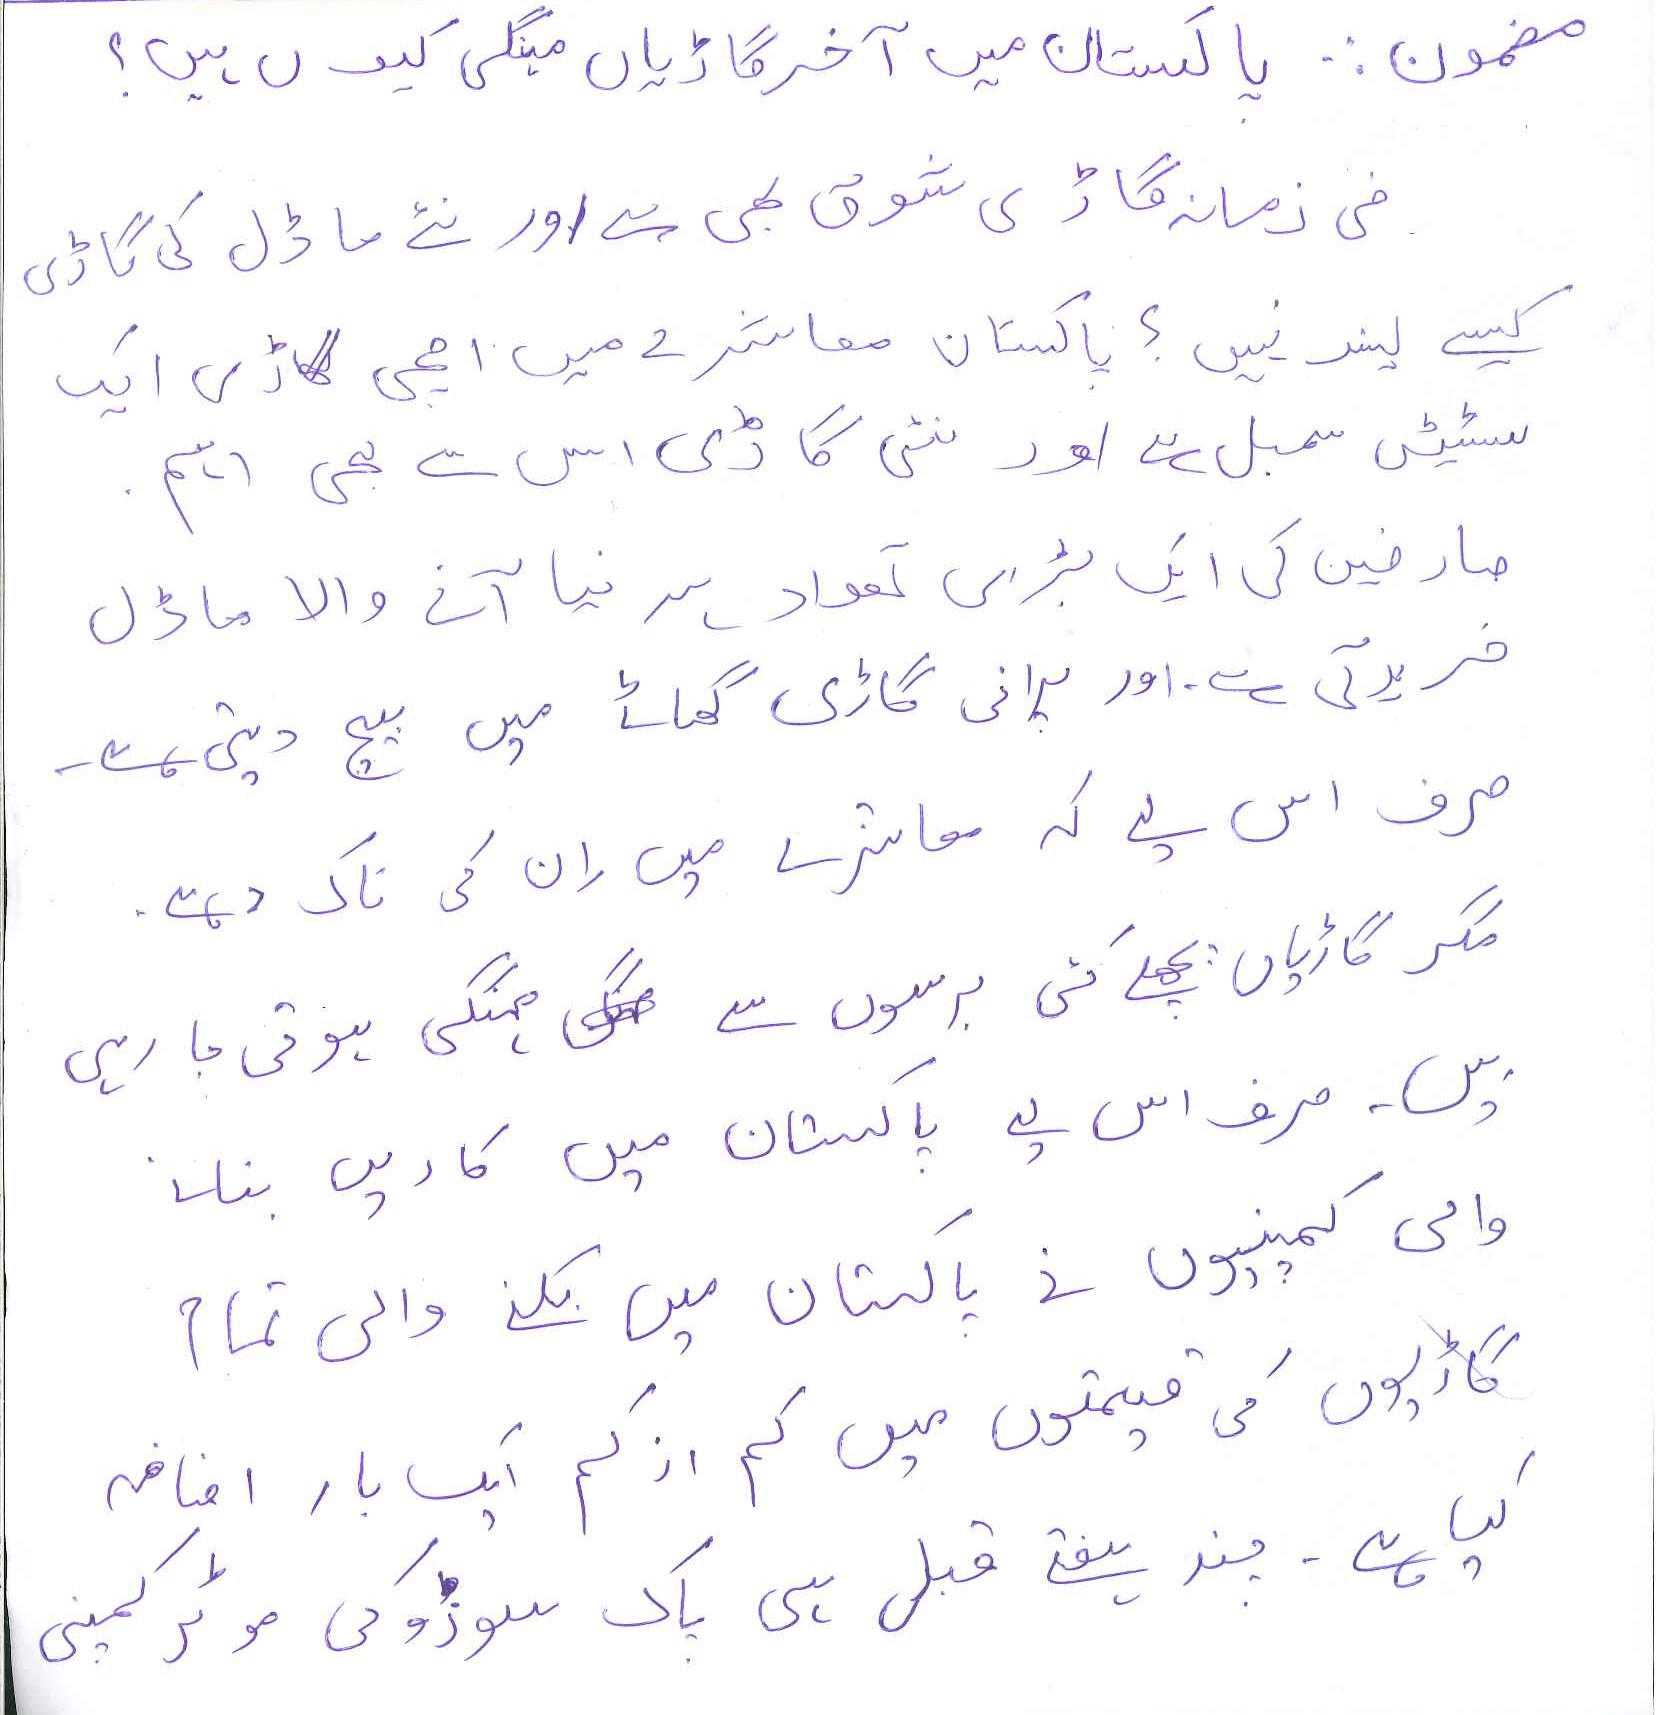 مضمون :۔ پاکستان میں آخر گاڑیاں مہنگی کیوں ہیں؟
فی زمانہ گاڑی شوق بھی ہے اور نئے ماڈل کی گاڑی
کیسے پسند نہیں؟ پاکستان معاشرے میں اچھی گاڑی ایک
سٹیٹس سمبل ہے اور نئی گاڑی اس سے بھی اہم۔
صارفین کی ایک بڑی تعداد ہر نیا آنے والا ماڈل
خریدتی ہے۔ اور پرانی گاڑی گھاٹے میں بیچ دیتی ہے۔
صرف اس لیے کہ معاشرے میں ان کی ناک رہے۔
مگر گاڑیاں پچھلے کئی برسوں سے مہنگی ہوتی جا رہی
ہیں۔ صرف اس لیے پاکستان میں کاریں بنانے
والی کمپنیوں نے پاکستان میں بکنے والی تمام
گاڑیوں کی قیمتوں میں کم از کم ایک بار اضافہ
کیا ہے۔ چند ہفتے قبل ہی پاک سوزوکی موٹر کمپنی